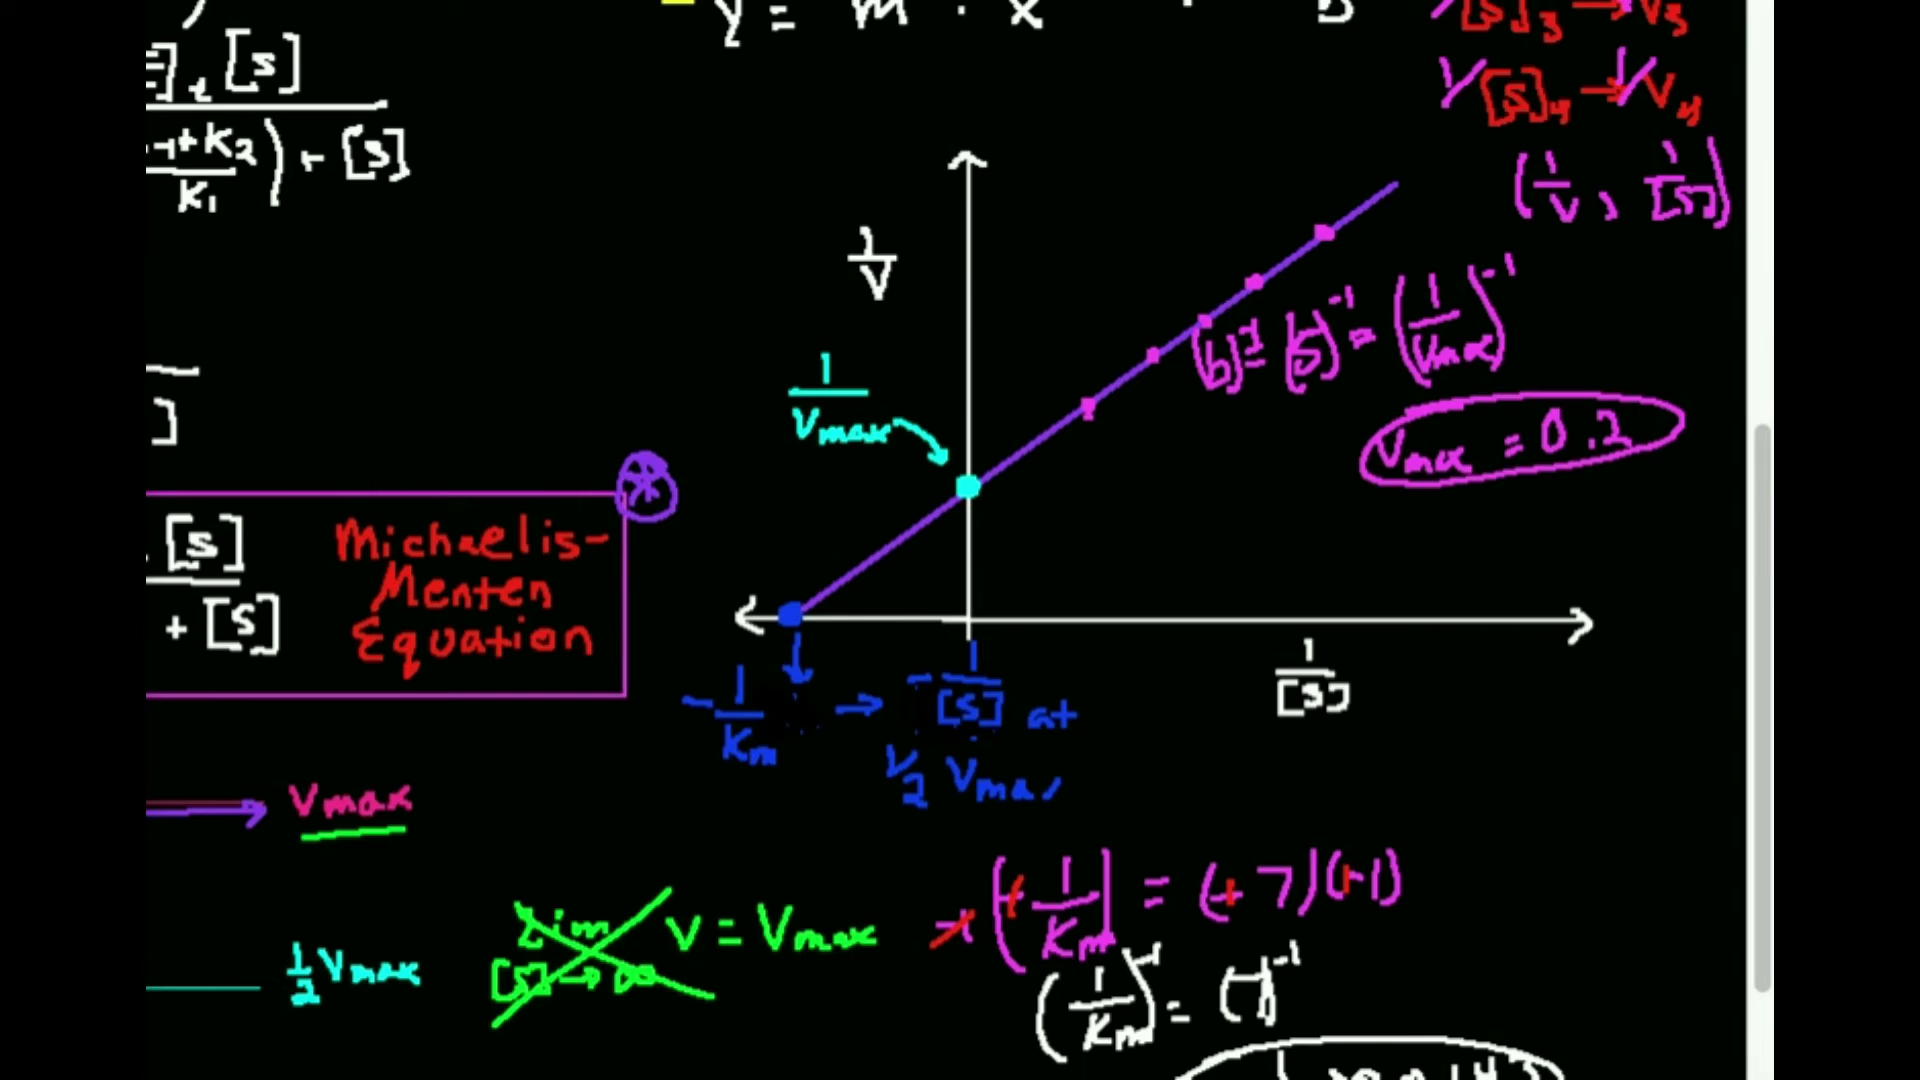 y = m · x + b
[S]₃ → V₃
1/[S]₄ → 1/V₄
(1/V, 1/[S])
[S]
K₂
K₁
) + [S]
1/V
(b)⁻¹ = (5)⁻¹ = (1/Vmax)⁻¹
1/Vmax
Vmax = 0.2
]
[S]
+ [S]
Michaelis-
Menten
Equation
1/[S]
-1/Km → -1/[S] at
1/2 Vmax
Vmax
1/2 Vmax
lim [S]→∞ V = Vmax
1/Km = (+7)(+1)
(1/Km)⁻¹ = (7)⁻¹